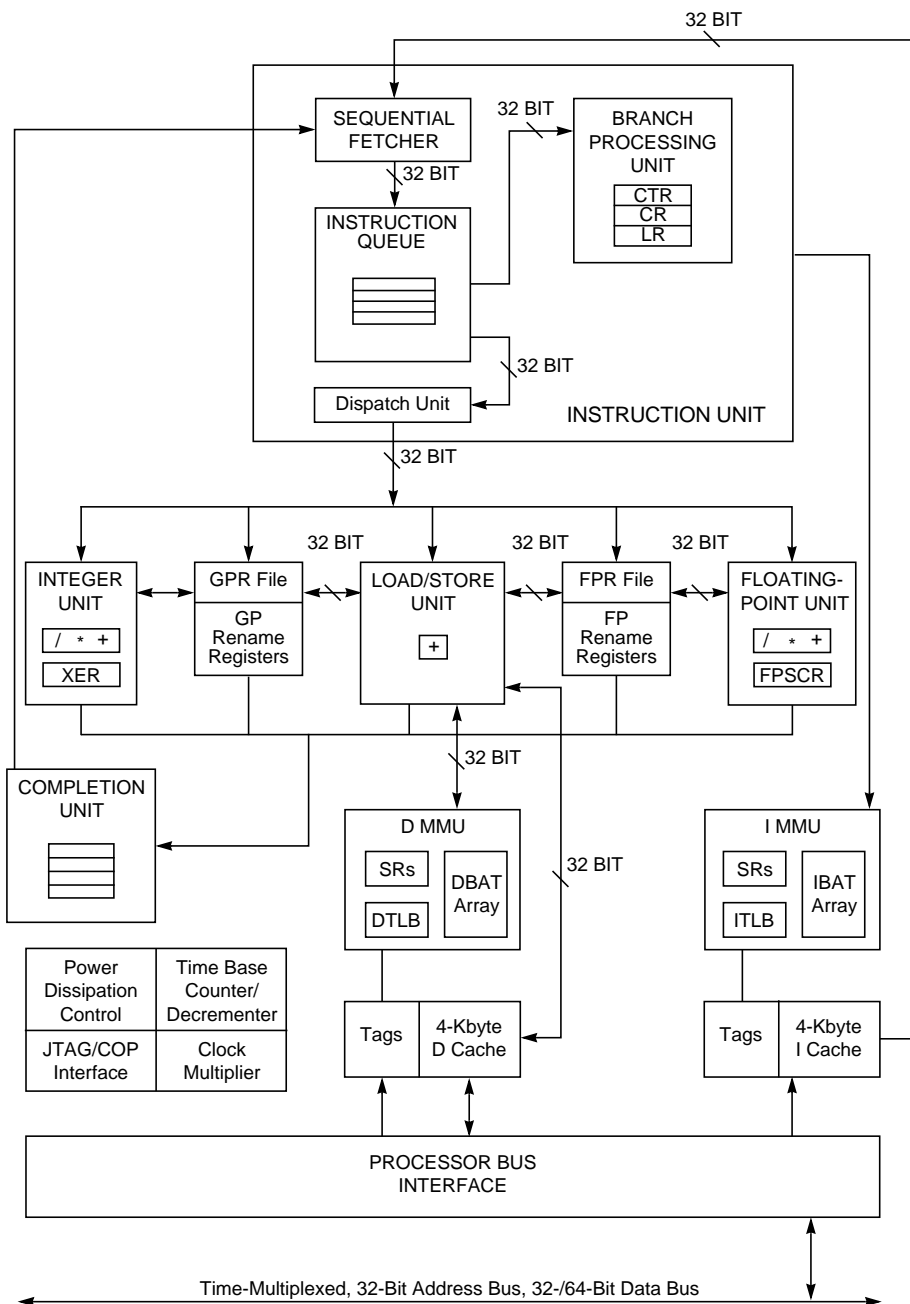 32 BIT
SEQUENTIAL
FETCHER
32 BIT
BRANCH
PROCESSING
UNIT
CTR
CR
LR
32 BIT
INSTRUCTION
QUEUE
32 BIT
Dispatch Unit
INSTRUCTION UNIT
32 BIT
32 BIT
32 BIT
32 BIT
INTEGER
UNIT
/ * +
XER
GPR File
GP
Rename
Registers
LOAD/STORE
UNIT
+
FPR File
FP
Rename
Registers
FLOATING-
POINT UNIT
/ * +
FPSCR
32 BIT
COMPLETION
UNIT
D MMU
SRs
DTLB
DBAT
Array
32 BIT
I MMU
SRs
ITLB
IBAT
Array
Power
Dissipation
Control
Time Base
Counter/
Decrementer
JTAG/COP
Interface
Clock
Multiplier
Tags
4-Kbyte
D Cache
Tags
4-Kbyte
I Cache
PROCESSOR BUS
INTERFACE
Time-Multiplexed, 32-Bit Address Bus, 32-/64-Bit Data Bus